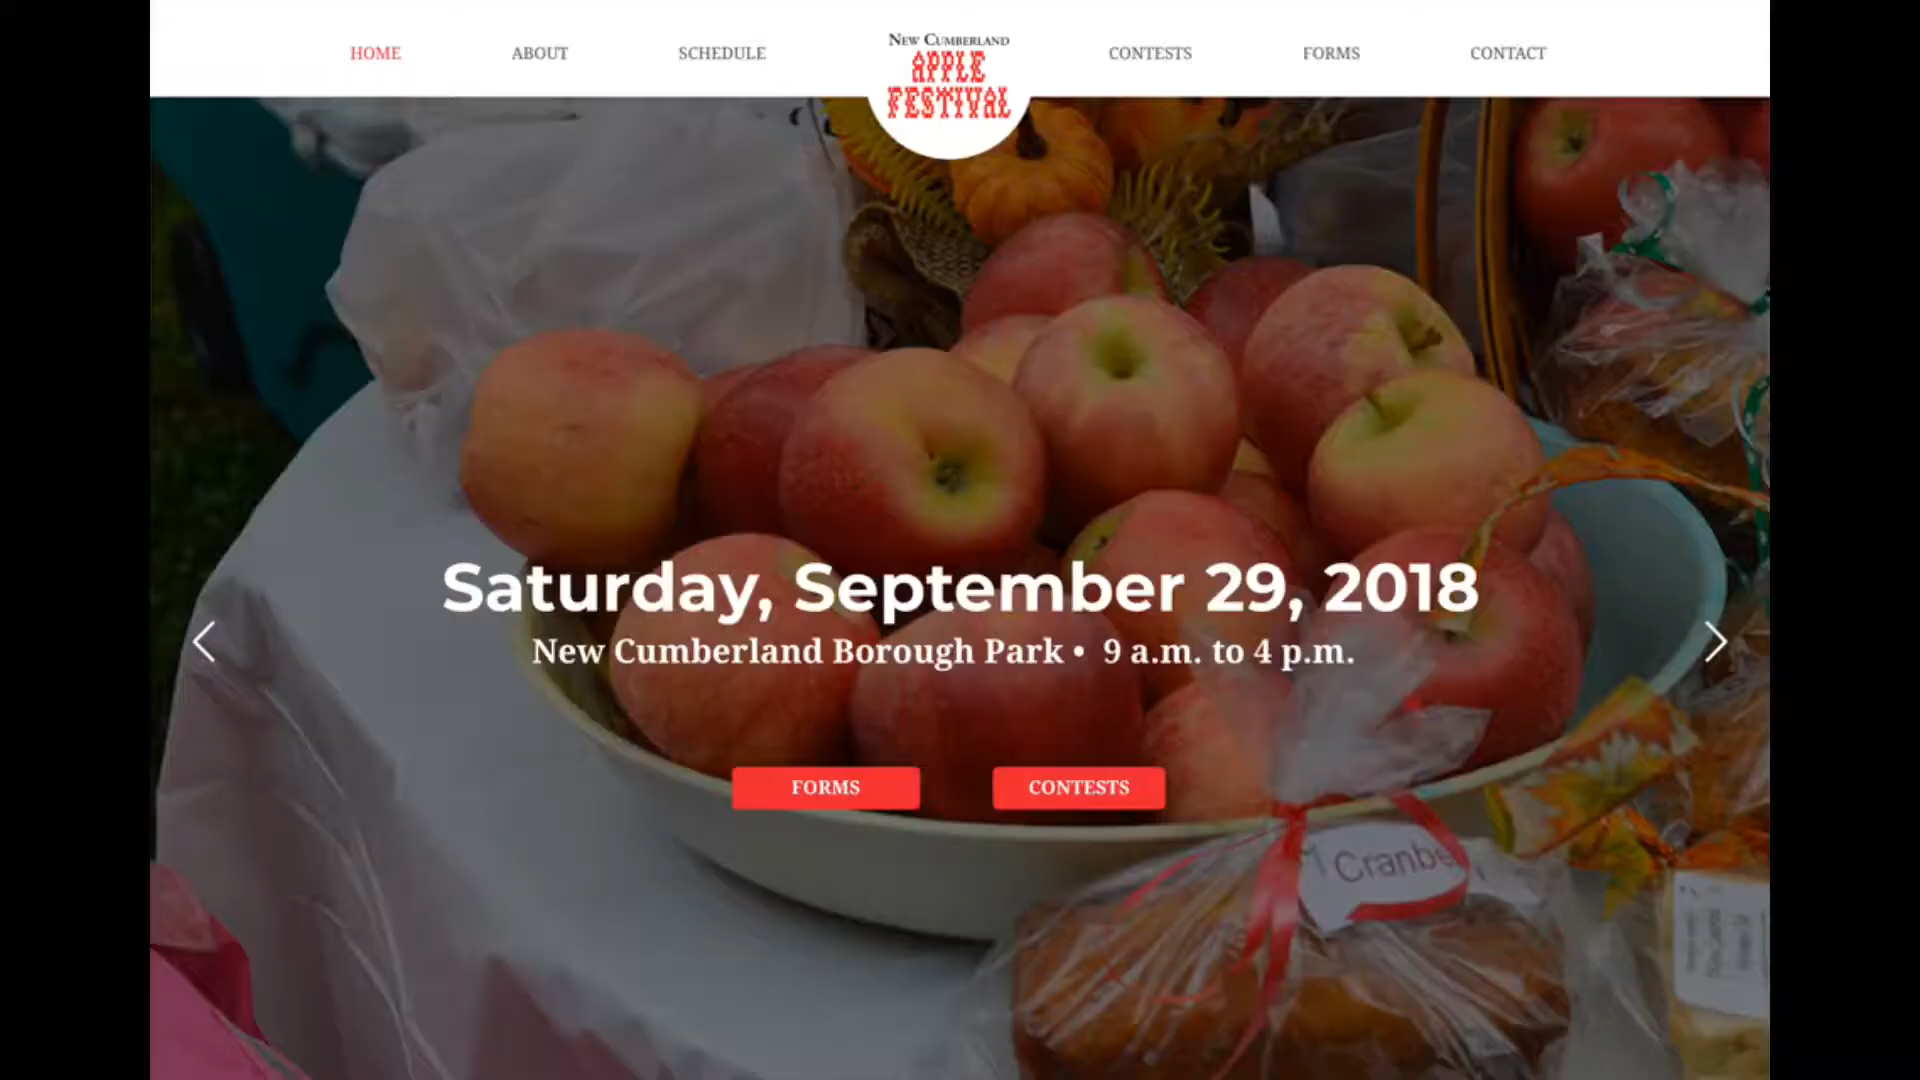 HOME
ABOUT
SCHEDULE
New Cumberland
APPLE
FESTIVAL
CONTESTS
FORMS
CONTACT
Saturday, September 29, 2018
New Cumberland Borough Park • 9 a.m. to 4 p.m.
FORMS
CONTESTS
Cranbe